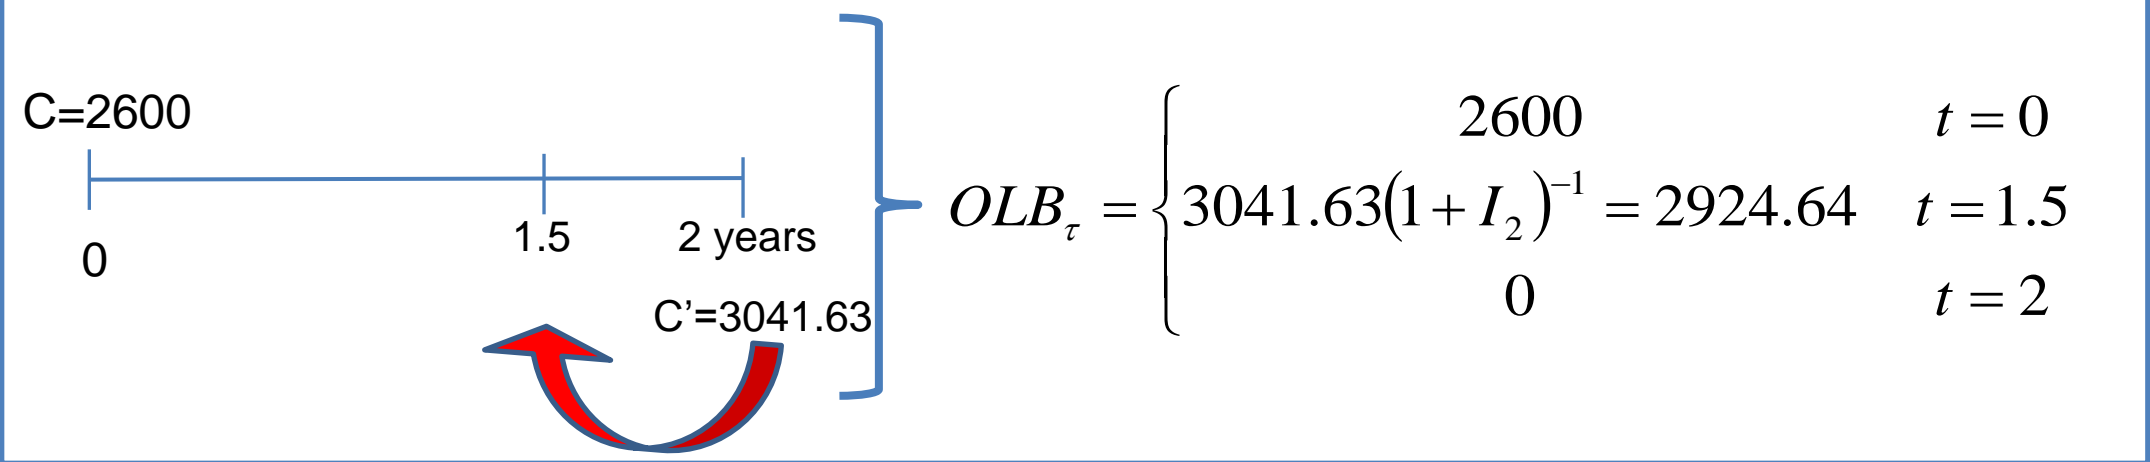 C=2600
0
1.5
2 years
C’=3041.63
OLB_τ = { 2600 t = 0
3041.63(1 + I₂)⁻¹ = 2924.64 t = 1.5
0 t = 2